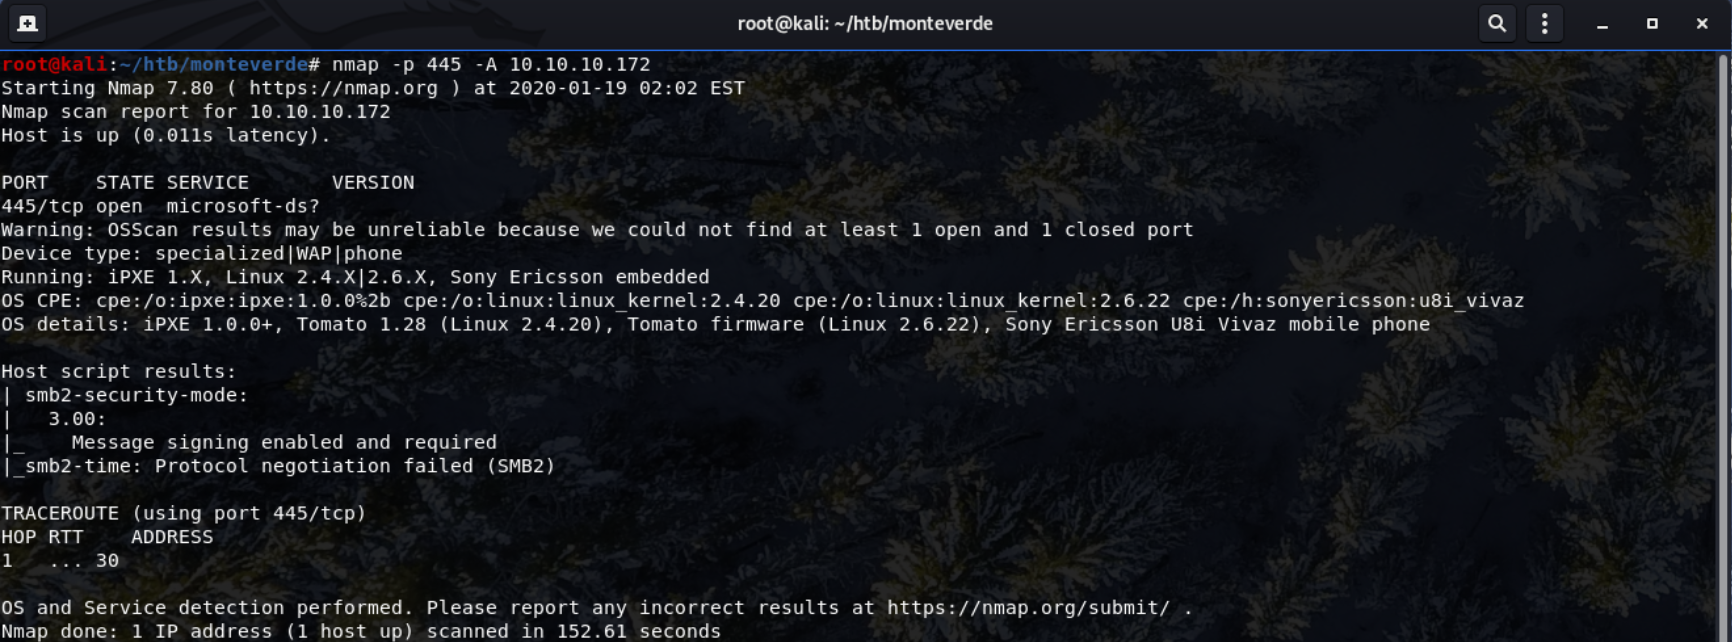 root@kali: ~/htb/monteverde
root@kali:~/htb/monteverde# nmap -p 445 -A 10.10.10.172
Starting Nmap 7.80 ( https://nmap.org ) at 2020-01-19 02:02 EST
Nmap scan report for 10.10.10.172
Host is up (0.011s latency).
PORT    STATE SERVICE       VERSION
445/tcp open  microsoft-ds?
Warning: OSScan results may be unreliable because we could not find at least 1 open and 1 closed port
Device type: specialized|WAP|phone
Running: iPXE 1.X, Linux 2.4.X|2.6.X, Sony Ericsson embedded
OS CPE: cpe:/o:ipxe:ipxe:1.0.0%2b cpe:/o:linux:linux_kernel:2.4.20 cpe:/o:linux:linux_kernel:2.6.22 cpe:/h:sonyericsson:u8i_vivaz
OS details: iPXE 1.0.0+, Tomato 1.28 (Linux 2.4.20), Tomato firmware (Linux 2.6.22), Sony Ericsson U8i Vivaz mobile phone
Host script results:
| smb2-security-mode:
|   3.00:
|_    Message signing enabled and required
|_smb2-time: Protocol negotiation failed (SMB2)
TRACEROUTE (using port 445/tcp)
HOP RTT    ADDRESS
1   ... 30
OS and Service detection performed. Please report any incorrect results at https://nmap.org/submit/ .
Nmap done: 1 IP address (1 host up) scanned in 152.61 seconds